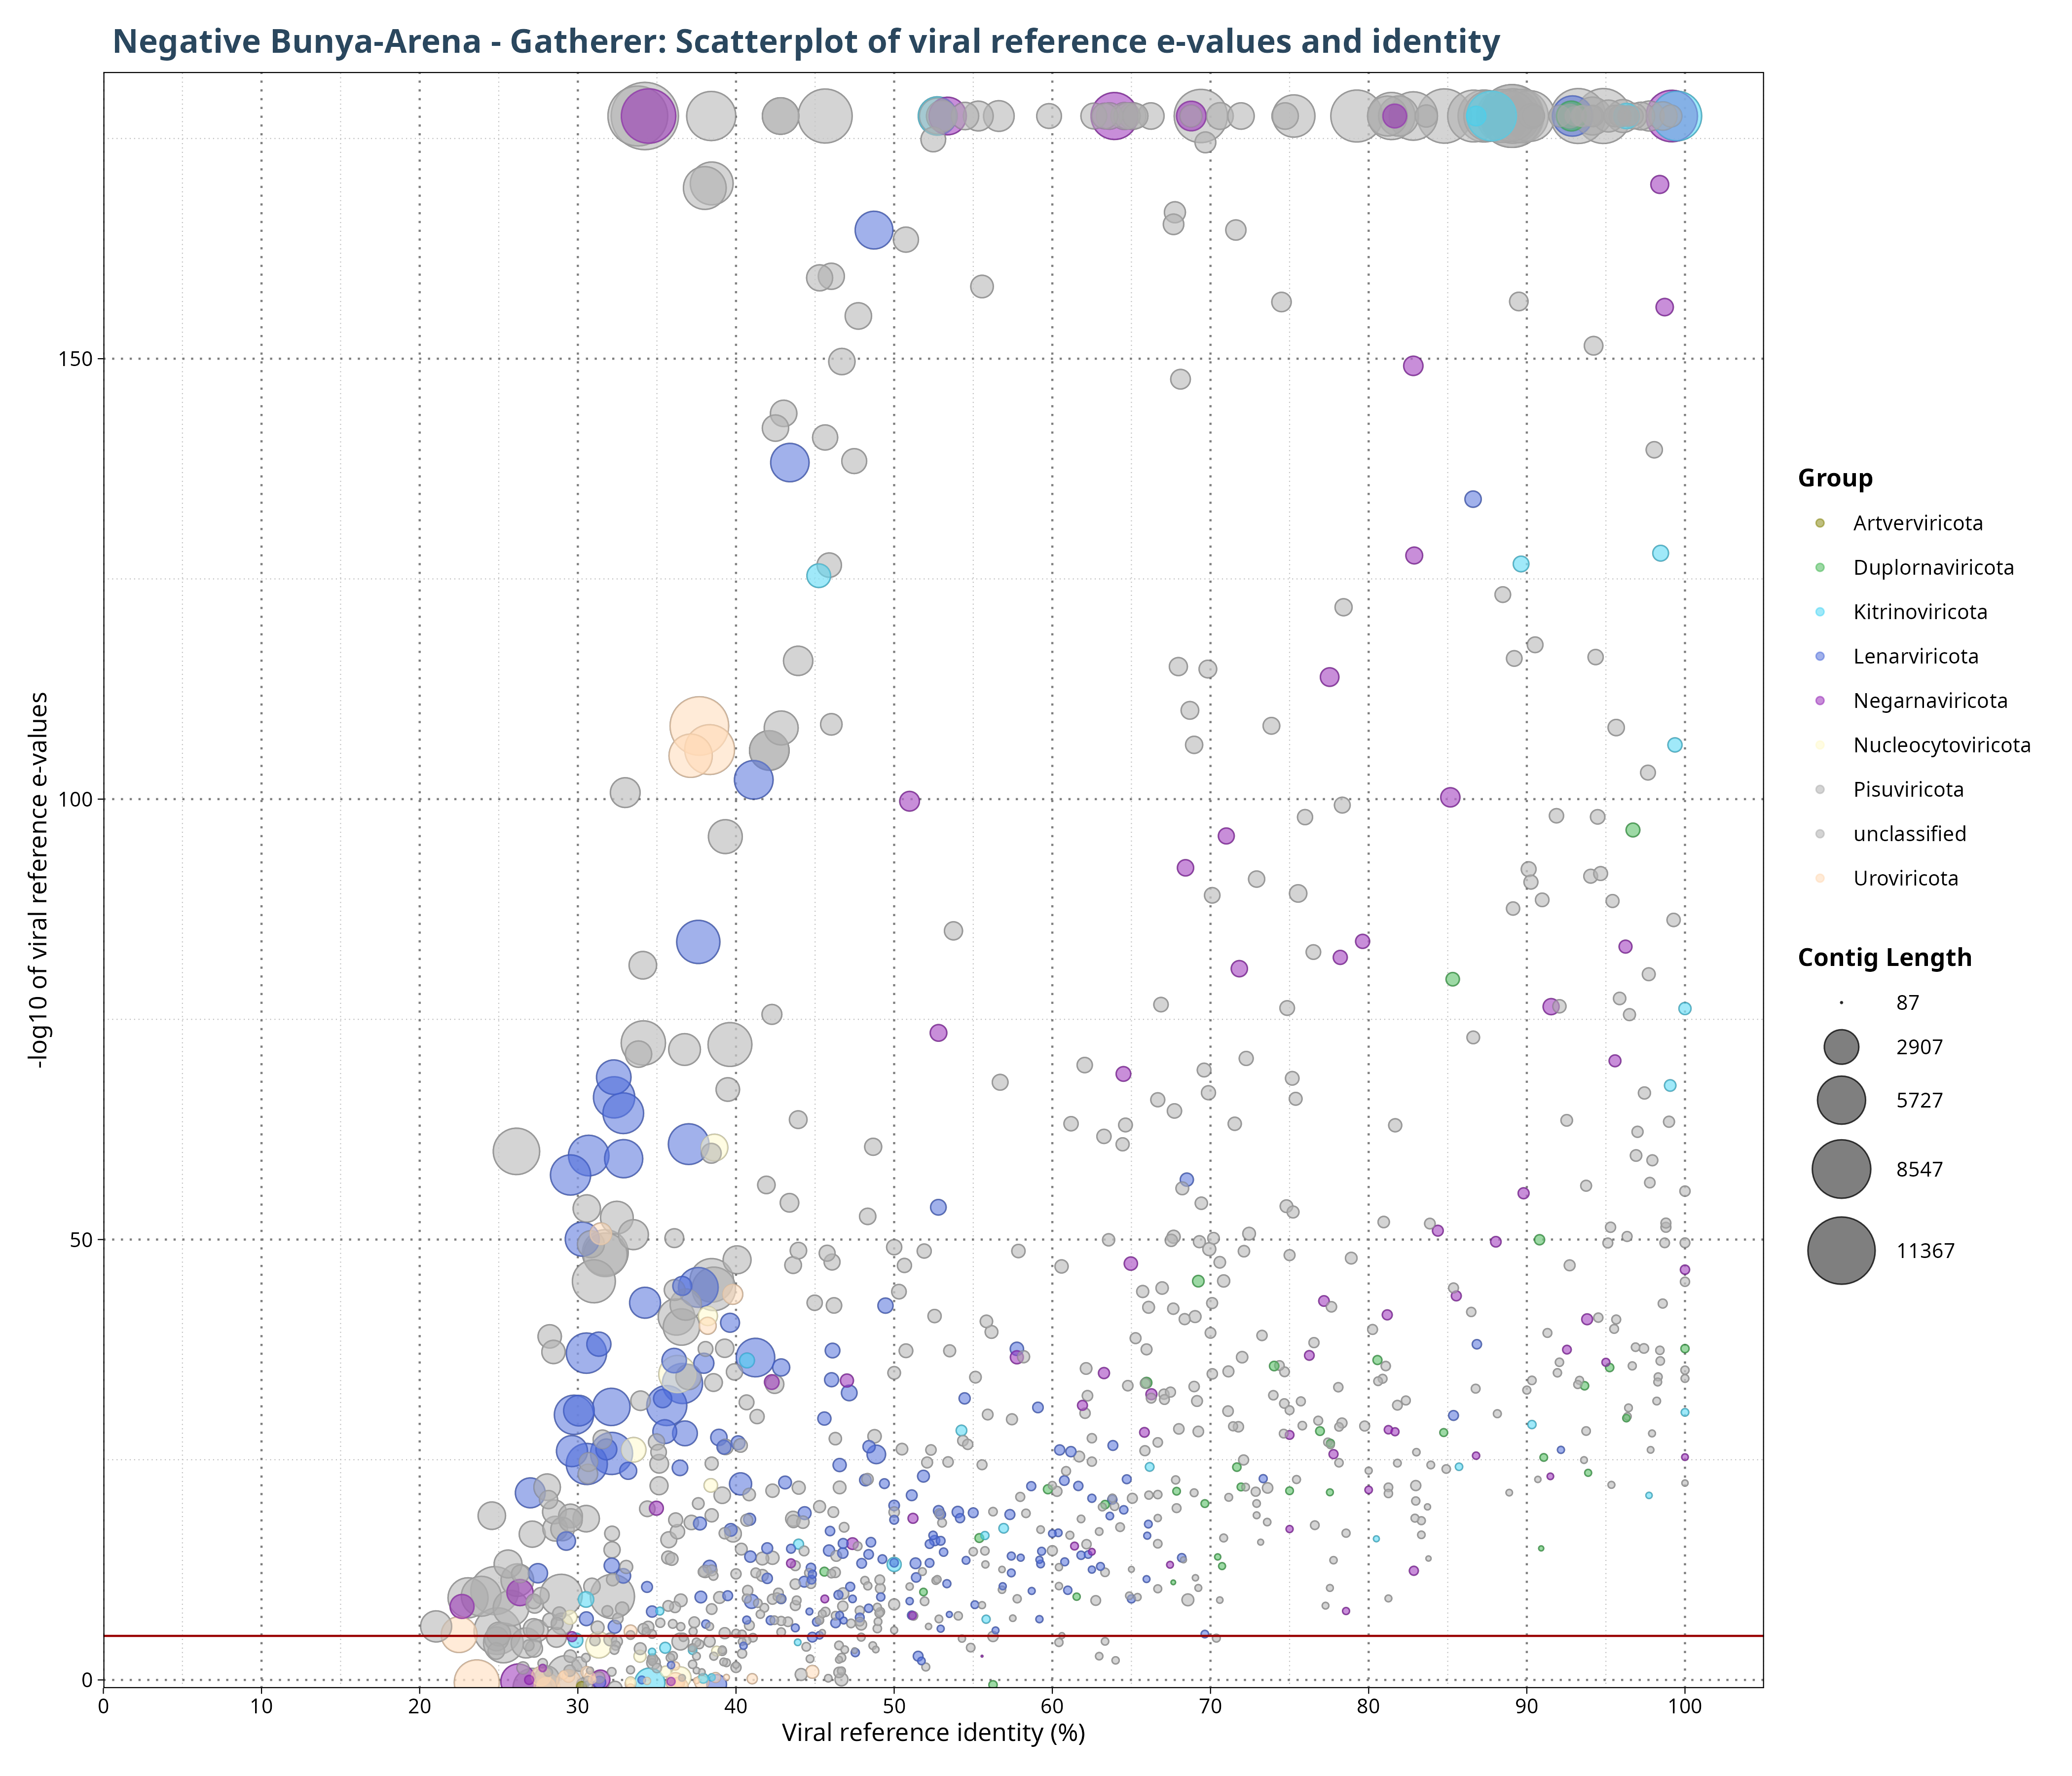 Negative Bunya-Arena - Gatherer: Scatterplot of viral reference e-values and identity
-log10 of viral reference e-values
150
100
50
0
0 10 20 30 40 50 60 70 80 90 100
Viral reference identity (%)
Group
Artverviricota
Duplornaviricota
Kitrinoviricota
Lenarviricota
Negarnaviricota
Nucleocytoviricota
Pisuviricota
unclassified
Uroviricota
Contig Length
87
2907
5727
8547
11367